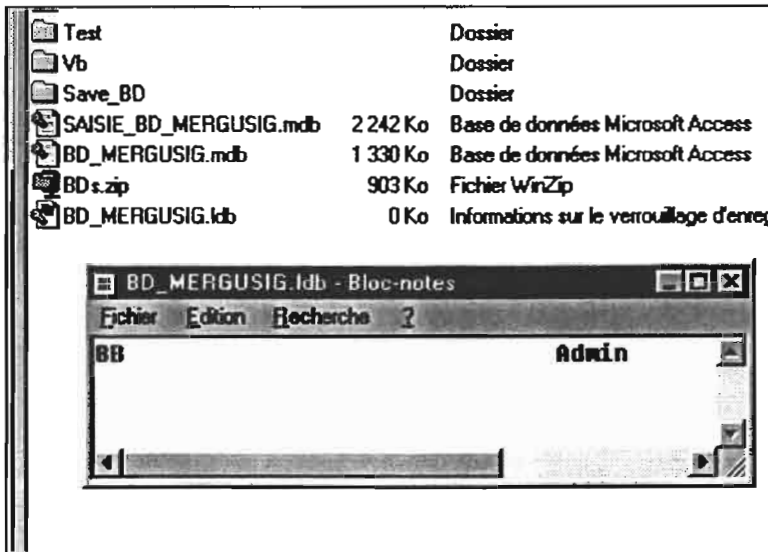 Test Dossier
Vb Dossier
Save_BD Dossier
SAISIE_BD_MERGUSIG.mdb 2 242 Ko Base de données Microsoft Access
BD_MERGUSIG.mdb 1 330 Ko Base de données Microsoft Access
BDs.zip 903 Ko Fichier WinZip
BD_MERGUSIG.ldb 0 Ko Informations sur le verrouillage d'enreg
BD_MERGUSIG.ldb - Bloc-notes
Fichier Edition Recherche ?
BB Admin